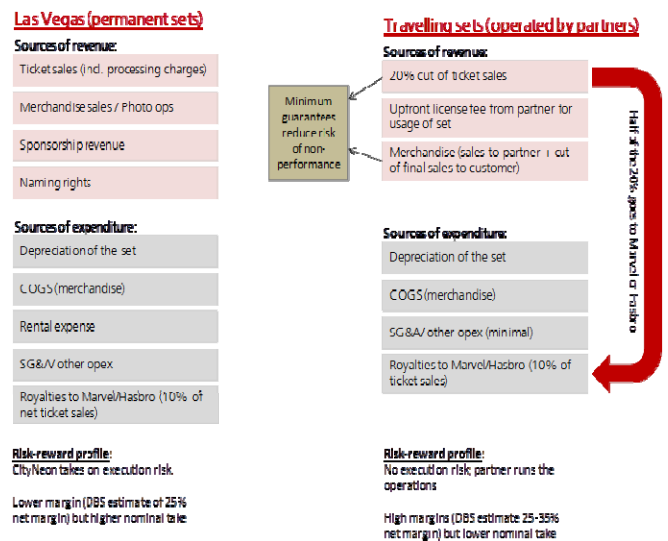 Las Vegas (permanent sets)
Sources of revenue:
Ticket sales (incl. processing charges)
Merchandise sales / Photo ops
Sponsorship revenue
Naming rights
Sources of expenditure:
Depreciation of the set
COGS (merchandise)
Rental expense
SG&A/ other opex
Royalties to Marvel/Hasbro (10% of
net ticket sales)
Risk-reward profile:
CityNeon takes on execution risk.
Lower margin (DBS estimate of 25%
net margin) but higher nominal take
Minimum
guarantees
reduce risk
of non-
performance
Travelling sets (operated by partners)
Sources of revenue:
20% cut of ticket sales
Upfront license fee from partner for
usage of set
Merchandise (sales to partner + cut
of final sales to customer)
Sources of expenditure:
Depreciation of the set
COGS (merchandise)
SG&A/ other opex (minimal)
Royalties to Marvel/Hasbro (10% of
ticket sales)
Half of the 20% goes to Marvel or Hasbro
Risk-reward profile:
No execution risk; partner runs the
operations
High margins (DBS estimate 25-35%
net margin) but lower nominal take